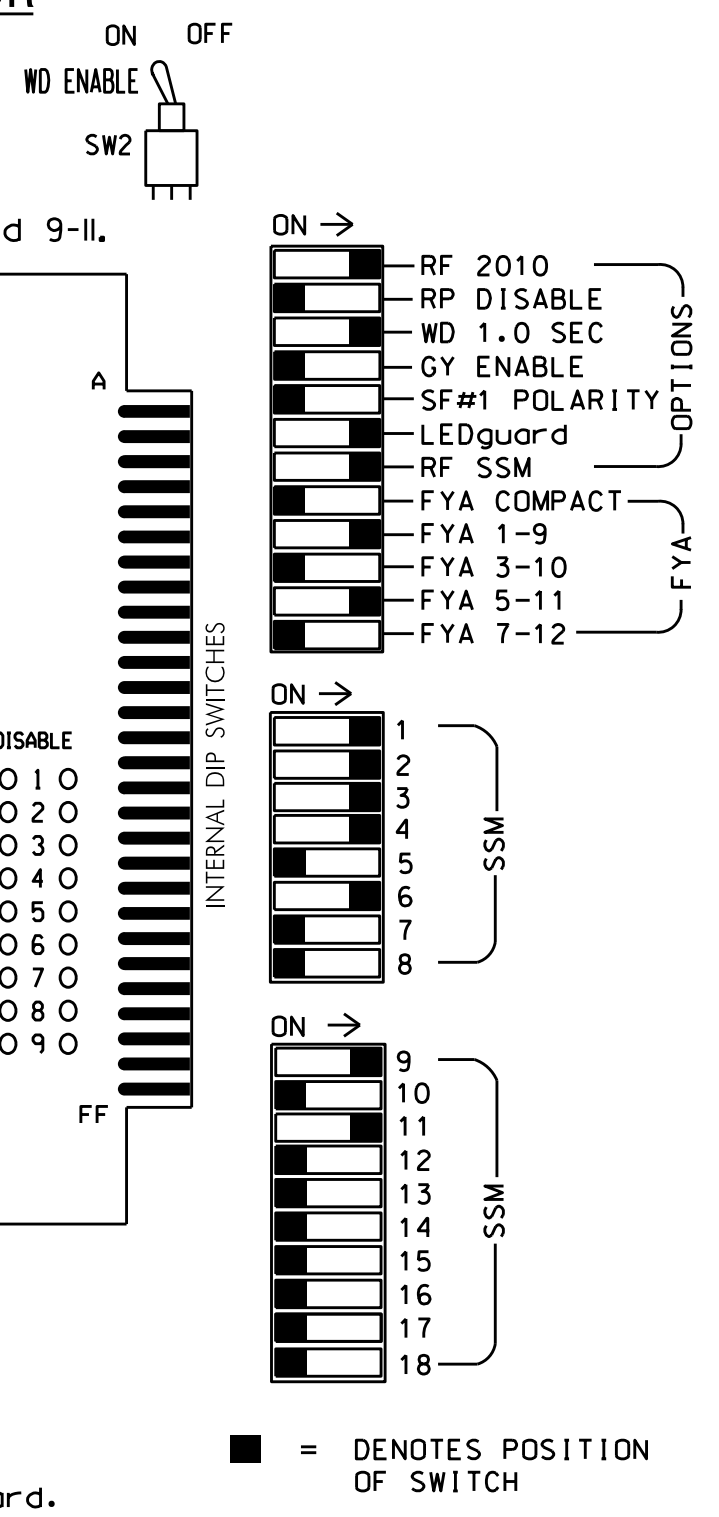 ON OFF
WD ENABLE
SW2
d 9-11.
ON →
RF 2010
RP DISABLE
WD 1.0 SEC
GY ENABLE
SF#1 POLARITY
LEDguard
RF SSM
OPTIONS
FYA COMPACT
FYA 1-9
FYA 3-10
FYA 5-11
FYA 7-12
FYA
A
FF
INTERNAL DIP SWITCHES
DISABLE
1
2
3
4
5
6
7
8
9
ON →
1
2
3
4
5
6
7
8
SSM
ON →
9
10
11
12
13
14
15
16
17
18
SSM
= DENOTES POSITION
OF SWITCH
ard.